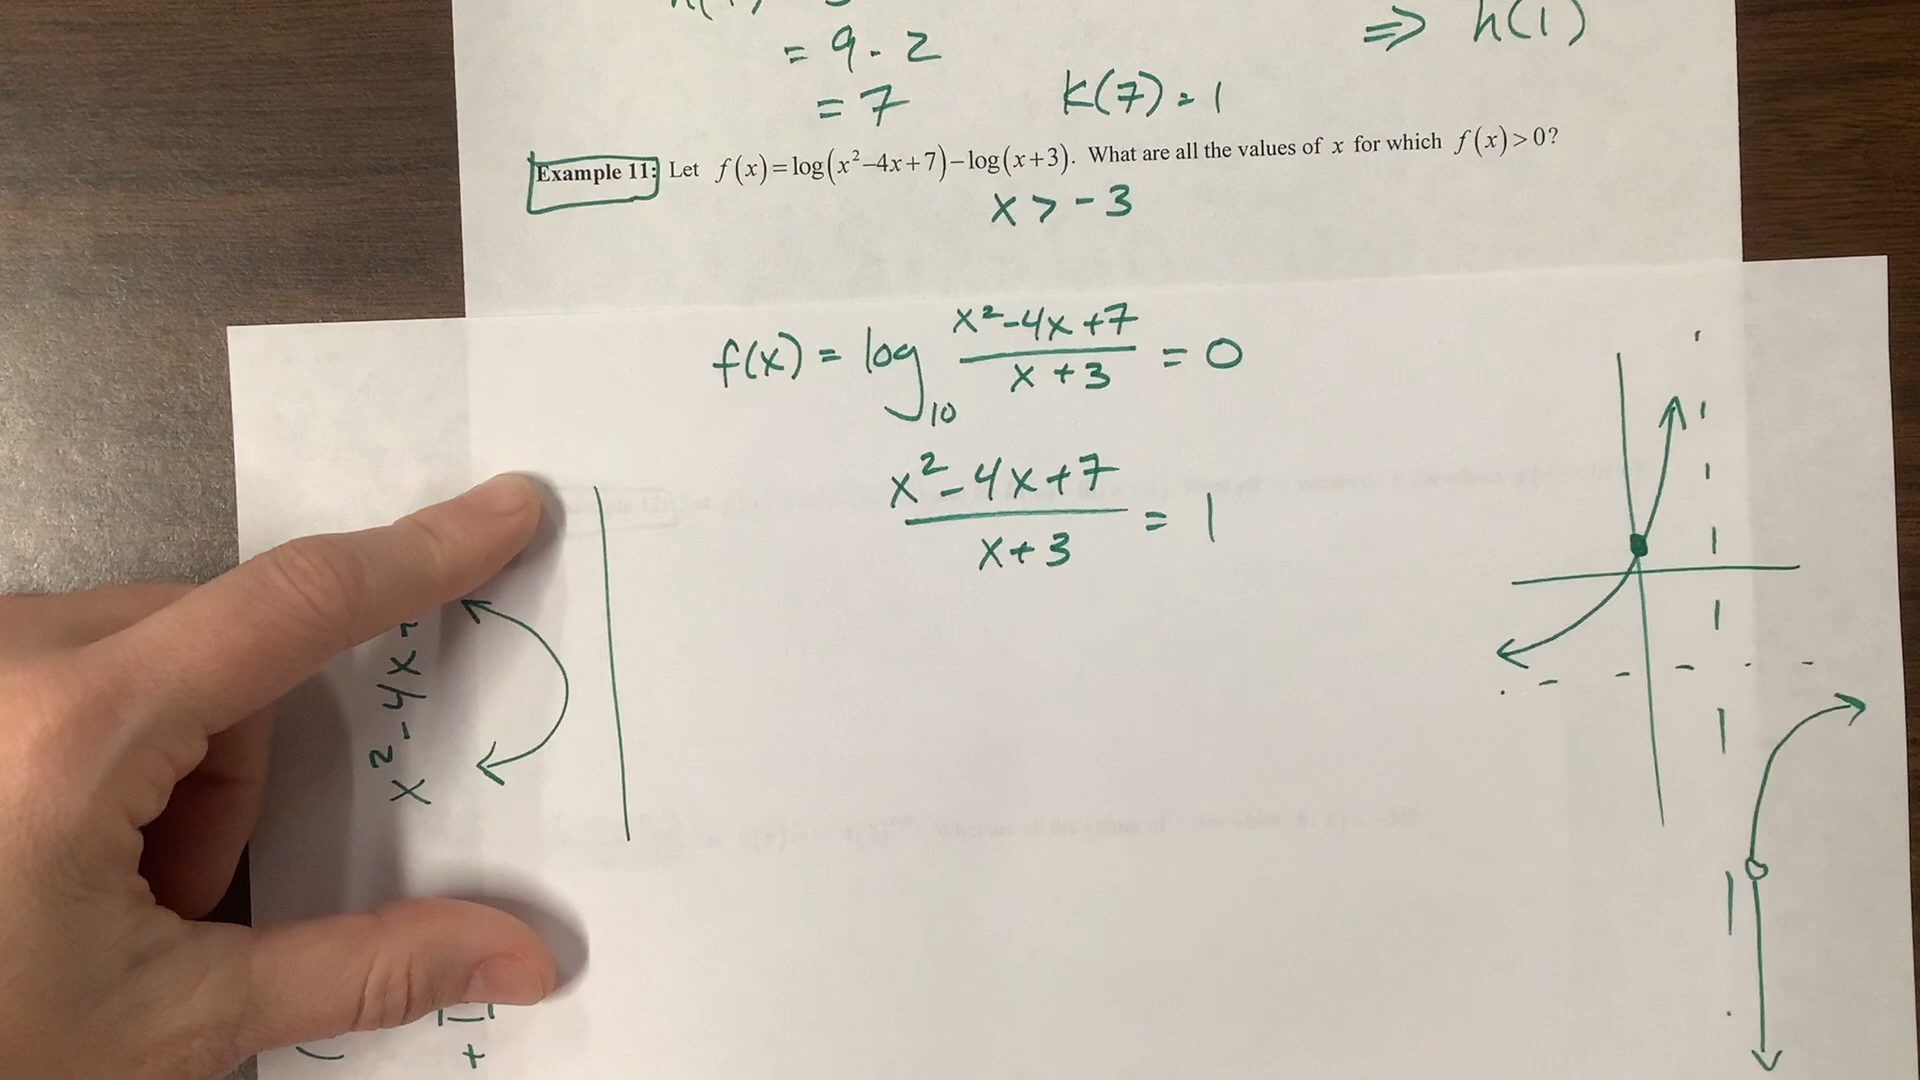 = 9 - 2
⇒ h(1)
= 7
K(7) = 1
Example 11: Let f(x)=log(x²–4x+7)–log(x+3). What are all the values of x for which f(x)>0?
x > -3
f(x) = log₁₀ (x²-4x+7)/(x+3) = 0
(x²-4x+7)/(x+3) = 1
x²-4x